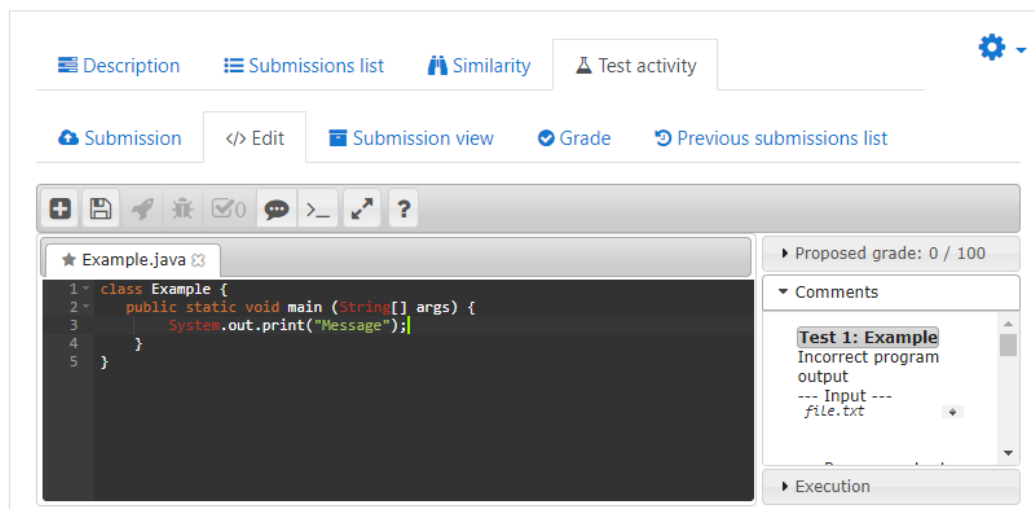 Description Submissions list Similarity Test activity
Submission </> Edit Submission view Grade Previous submissions list
0 >_ ?
Example.java
1 class Example {
2 public static void main (String[] args) {
3 System.out.print("Message");
4 }
5 }
Proposed grade: 0 / 100
Comments
Test 1: Example
Incorrect program
output
--- Input ---
file.txt
Execution